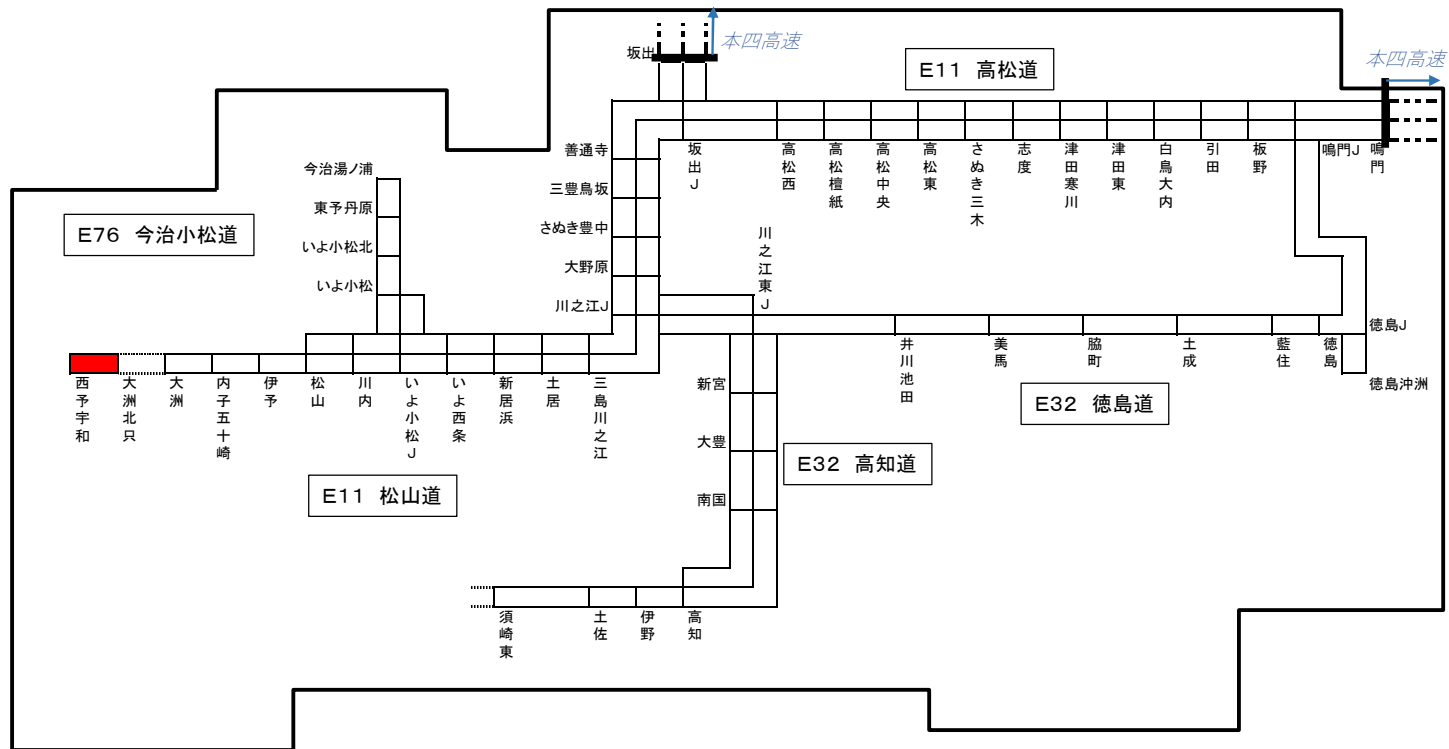 本四高速
坂出
E11 高松道
本四高速
善通寺
坂出J
高松西
高松檀紙
高松中央
高松東
さぬき三木
志度
津田寒川
津田東
白鳥大内
引田
板野
鳴門J
鳴門
今治湯ノ浦
三豊鳥坂
東予丹原
E76 今治小松道
さぬき豊中
いよ小松北
川之江東J
大野原
いよ小松
川之江J
徳島J
西予宇和
大洲北只
大洲
内子五十崎
伊予
松山
川内
いよ小松J
いよ西条
新居浜
土居
三島川之江
新宮
井川池田
美馬
脇町
土成
藍住
徳島
徳島沖洲
E32 徳島道
大豊
E32 高知道
E11 松山道
南国
須崎東
土佐
伊野
高知